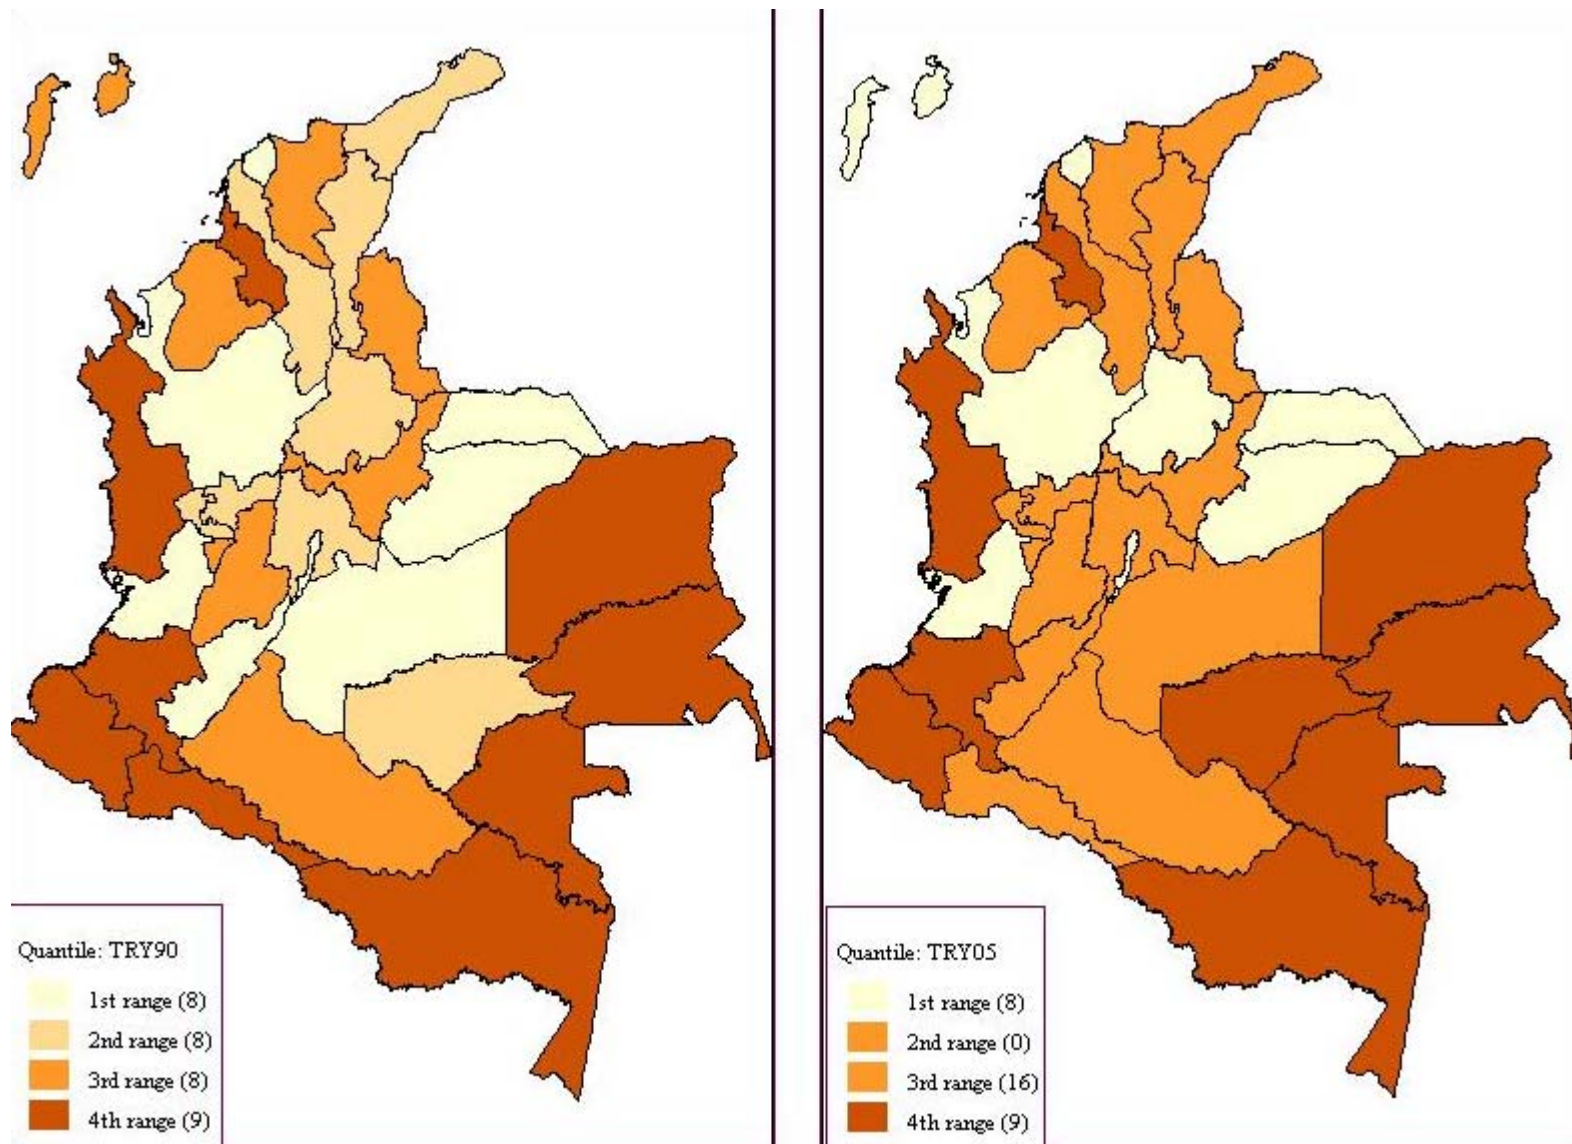 Quantile: TRY90
1st range (8)
2nd range (8)
3rd range (8)
4th range (9)
Quantile: TRY05
1st range (8)
2nd range (0)
3rd range (16)
4th range (9)